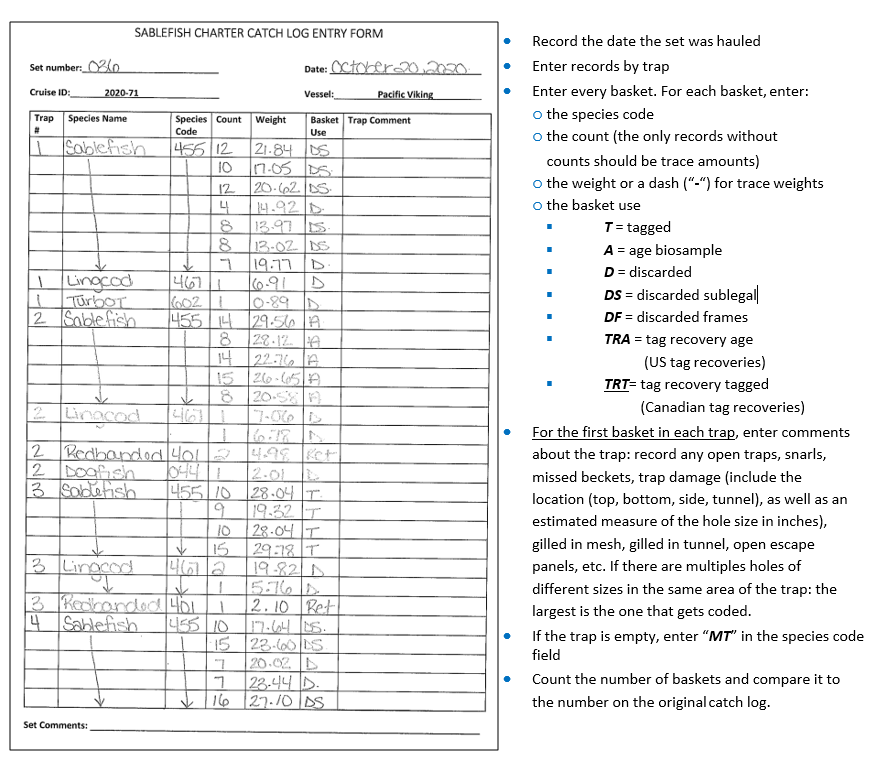 SABLEFISH CHARTER CATCH LOG ENTRY FORM
Set number: 036 Date: October 20, 2020
Cruise ID: 2020-71 Vessel: Pacific Viking
Trap # Species Name Species Code Count Weight Basket Use Trap Comment
1 Sablefish 455 12 21.84 DS
10 17.05 DS.
12 20.62 DS.
4 14.92 D.
8 13.97 DS.
8 13.02 DS
7 19.77 D.
1 Lingcod 467 1 6.91 D
1 Turbot 602 1 0.89 D
2 Sablefish 455 14 29.56 A
8 28.12 A
14 22.76 A
15 26.65 A
8 20.58 A
2 Lingcod 467 1 7.06 D
1 6.78 D
2 Redbanded 401 2 4.98 Ret
2 Dogfish 044 1 2.01 D
3 Sablefish 455 10 28.04 T
9 19.32 T
10 28.04 T
15 29.78 T
3 Lingcod 467 2 19.82 D
1 5.76 D.
3 Redbanded 401 1 2.10 Ret
4 Sablefish 455 10 17.64 DS.
15 23.60 DS
7 20.02 D
7 23.44 D.
16 27.10 DS
Set Comments:
• Record the date the set was hauled
• Enter records by trap
• Enter every basket. For each basket, enter:
o the species code
o the count (the only records without
counts should be trace amounts)
o the weight or a dash (“-“) for trace weights
o the basket use
▪ T = tagged
▪ A = age biosample
▪ D = discarded
▪ DS = discarded sublegal
▪ DF = discarded frames
▪ TRA = tag recovery age
(US tag recoveries)
▪ TRT= tag recovery tagged
(Canadian tag recoveries)
• For the first basket in each trap, enter comments
about the trap: record any open traps, snarls,
missed beckets, trap damage (include the
location (top, bottom, side, tunnel), as well as an
estimated measure of the hole size in inches),
gilled in mesh, gilled in tunnel, open escape
panels, etc. If there are multiples holes of
different sizes in the same area of the trap: the
largest is the one that gets coded.
• If the trap is empty, enter “MT” in the species code
field
• Count the number of baskets and compare it to
the number on the original catch log.